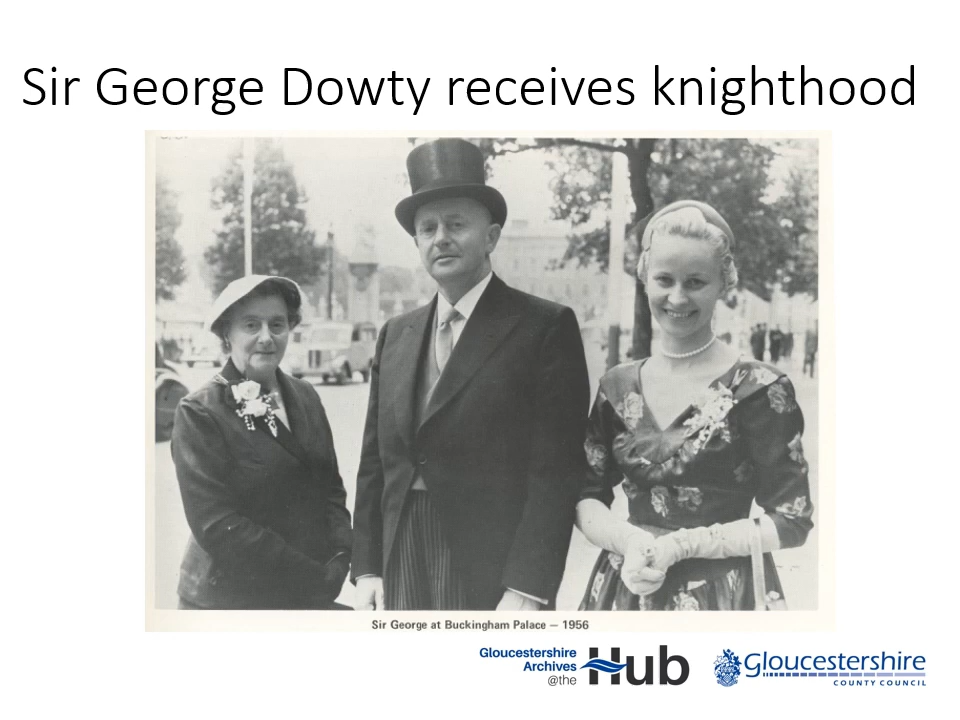 Sir George Dowty receives knighthood
Sir George at Buckingham Palace — 1956
Gloucestershire
Archives
@the
Hub
Gloucestershire
COUNTY COUNCIL